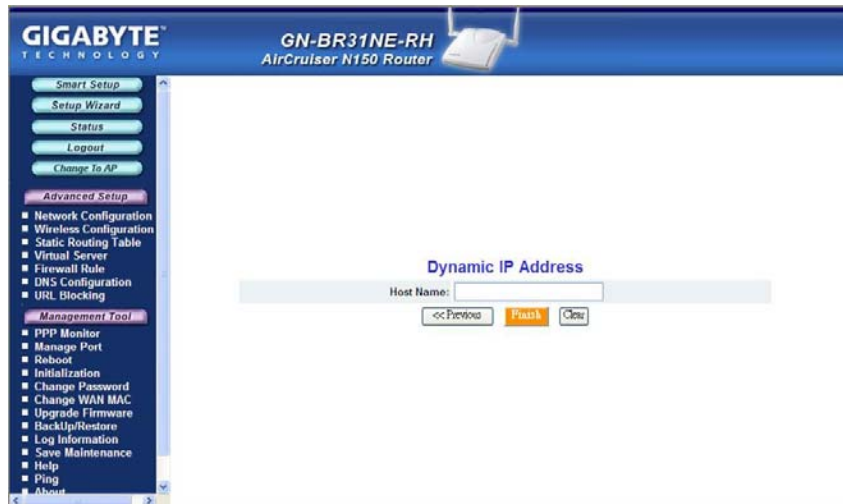 GIGABYTE™
TECHNOLOGY
GN-BR31NE-RH
AirCruiser N150 Router
Smart Setup
Setup Wizard
Status
Logout
Change To AP
Advanced Setup
Network Configuration
Wireless Configuration
Static Routing Table
Virtual Server
Firewall Rule
DNS Configuration
URL Blocking
Management Tool
PPP Monitor
Manage Port
Reboot
Initialization
Change Password
Change WAN MAC
Upgrade Firmware
BackUp/Restore
Log Information
Save Maintenance
Help
Ping
About
Dynamic IP Address
Host Name:
<< Previous Finish Clear